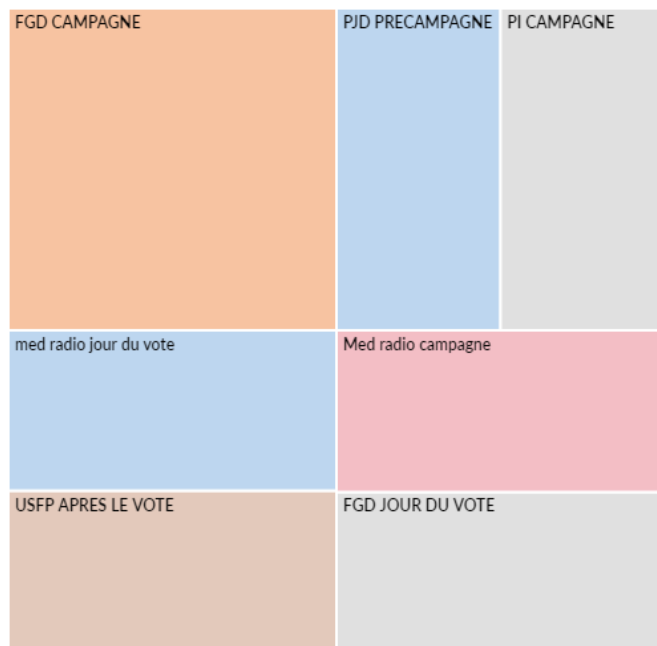 FGD CAMPAGNE
PJD PRECAMPAGNE
PI CAMPAGNE
med radio jour du vote
Med radio campagne
USFP APRES LE VOTE
FGD JOUR DU VOTE